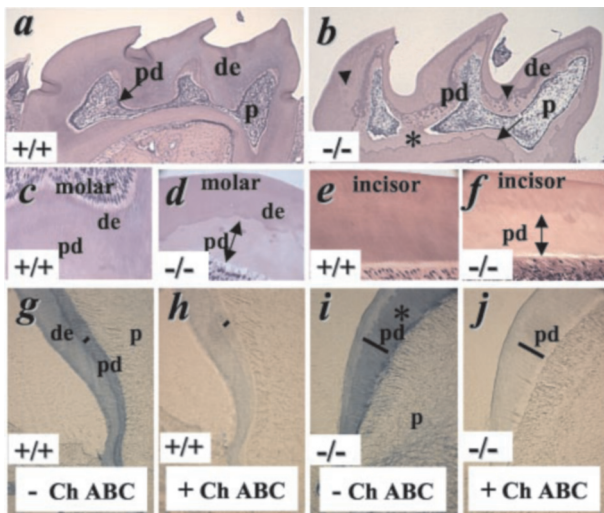 a
pd
de
p
+/+
b
de
pd
p
*
-/-
c
molar
de
pd
+/+
d
molar
de
pd
-/-
e
incisor
+/+
f
incisor
pd
-/-
g
de
p
pd
+/+
- Ch ABC
h
+/+
+ Ch ABC
i
*
pd
p
-/-
- Ch ABC
j
pd
-/-
+ Ch ABC